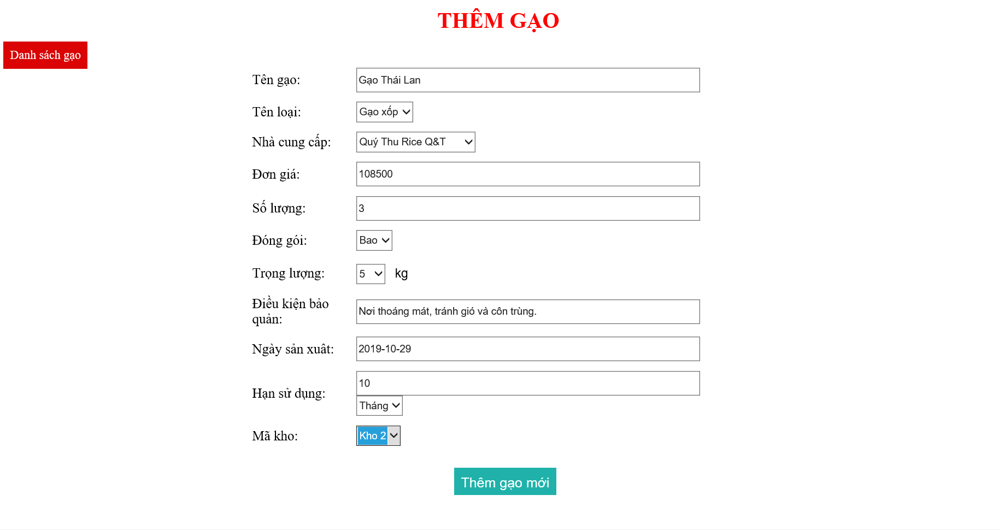 THÊM GẠO
Danh sách gạo
Tên gạo: Gạo Thái Lan
Tên loại: Gạo xốp
Nhà cung cấp: Quý Thu Rice Q&T
Đơn giá: 108500
Số lượng: 3
Đóng gói: Bao
Trọng lượng: 5 kg
Điều kiện bảo
quản: Nơi thoáng mát, tránh gió và côn trùng.
Ngày sản xuât: 2019-10-29
Hạn sử dụng: 10
Tháng
Mã kho: Kho 2
Thêm gạo mới